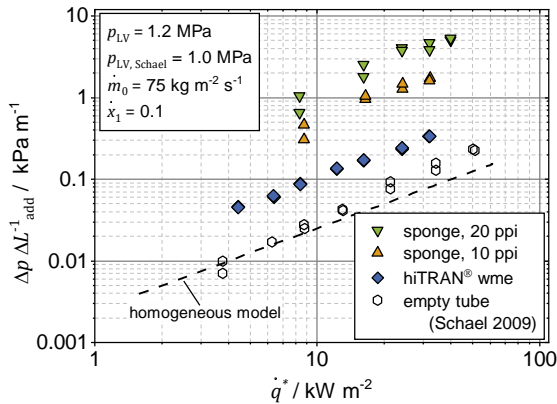 p_LV = 1.2 MPa
p_LV, Schael = 1.0 MPa
ṁ_0 = 75 kg m⁻² s⁻¹
ẋ_1 = 0.1
10
1
0.1
0.01
0.001
Δp ΔL⁻¹_add / kPa m⁻¹
homogeneous model
sponge, 20 ppi
sponge, 10 ppi
hiTRAN® wme
empty tube
(Schael 2009)
1
10
100
q̇* / kW m⁻²